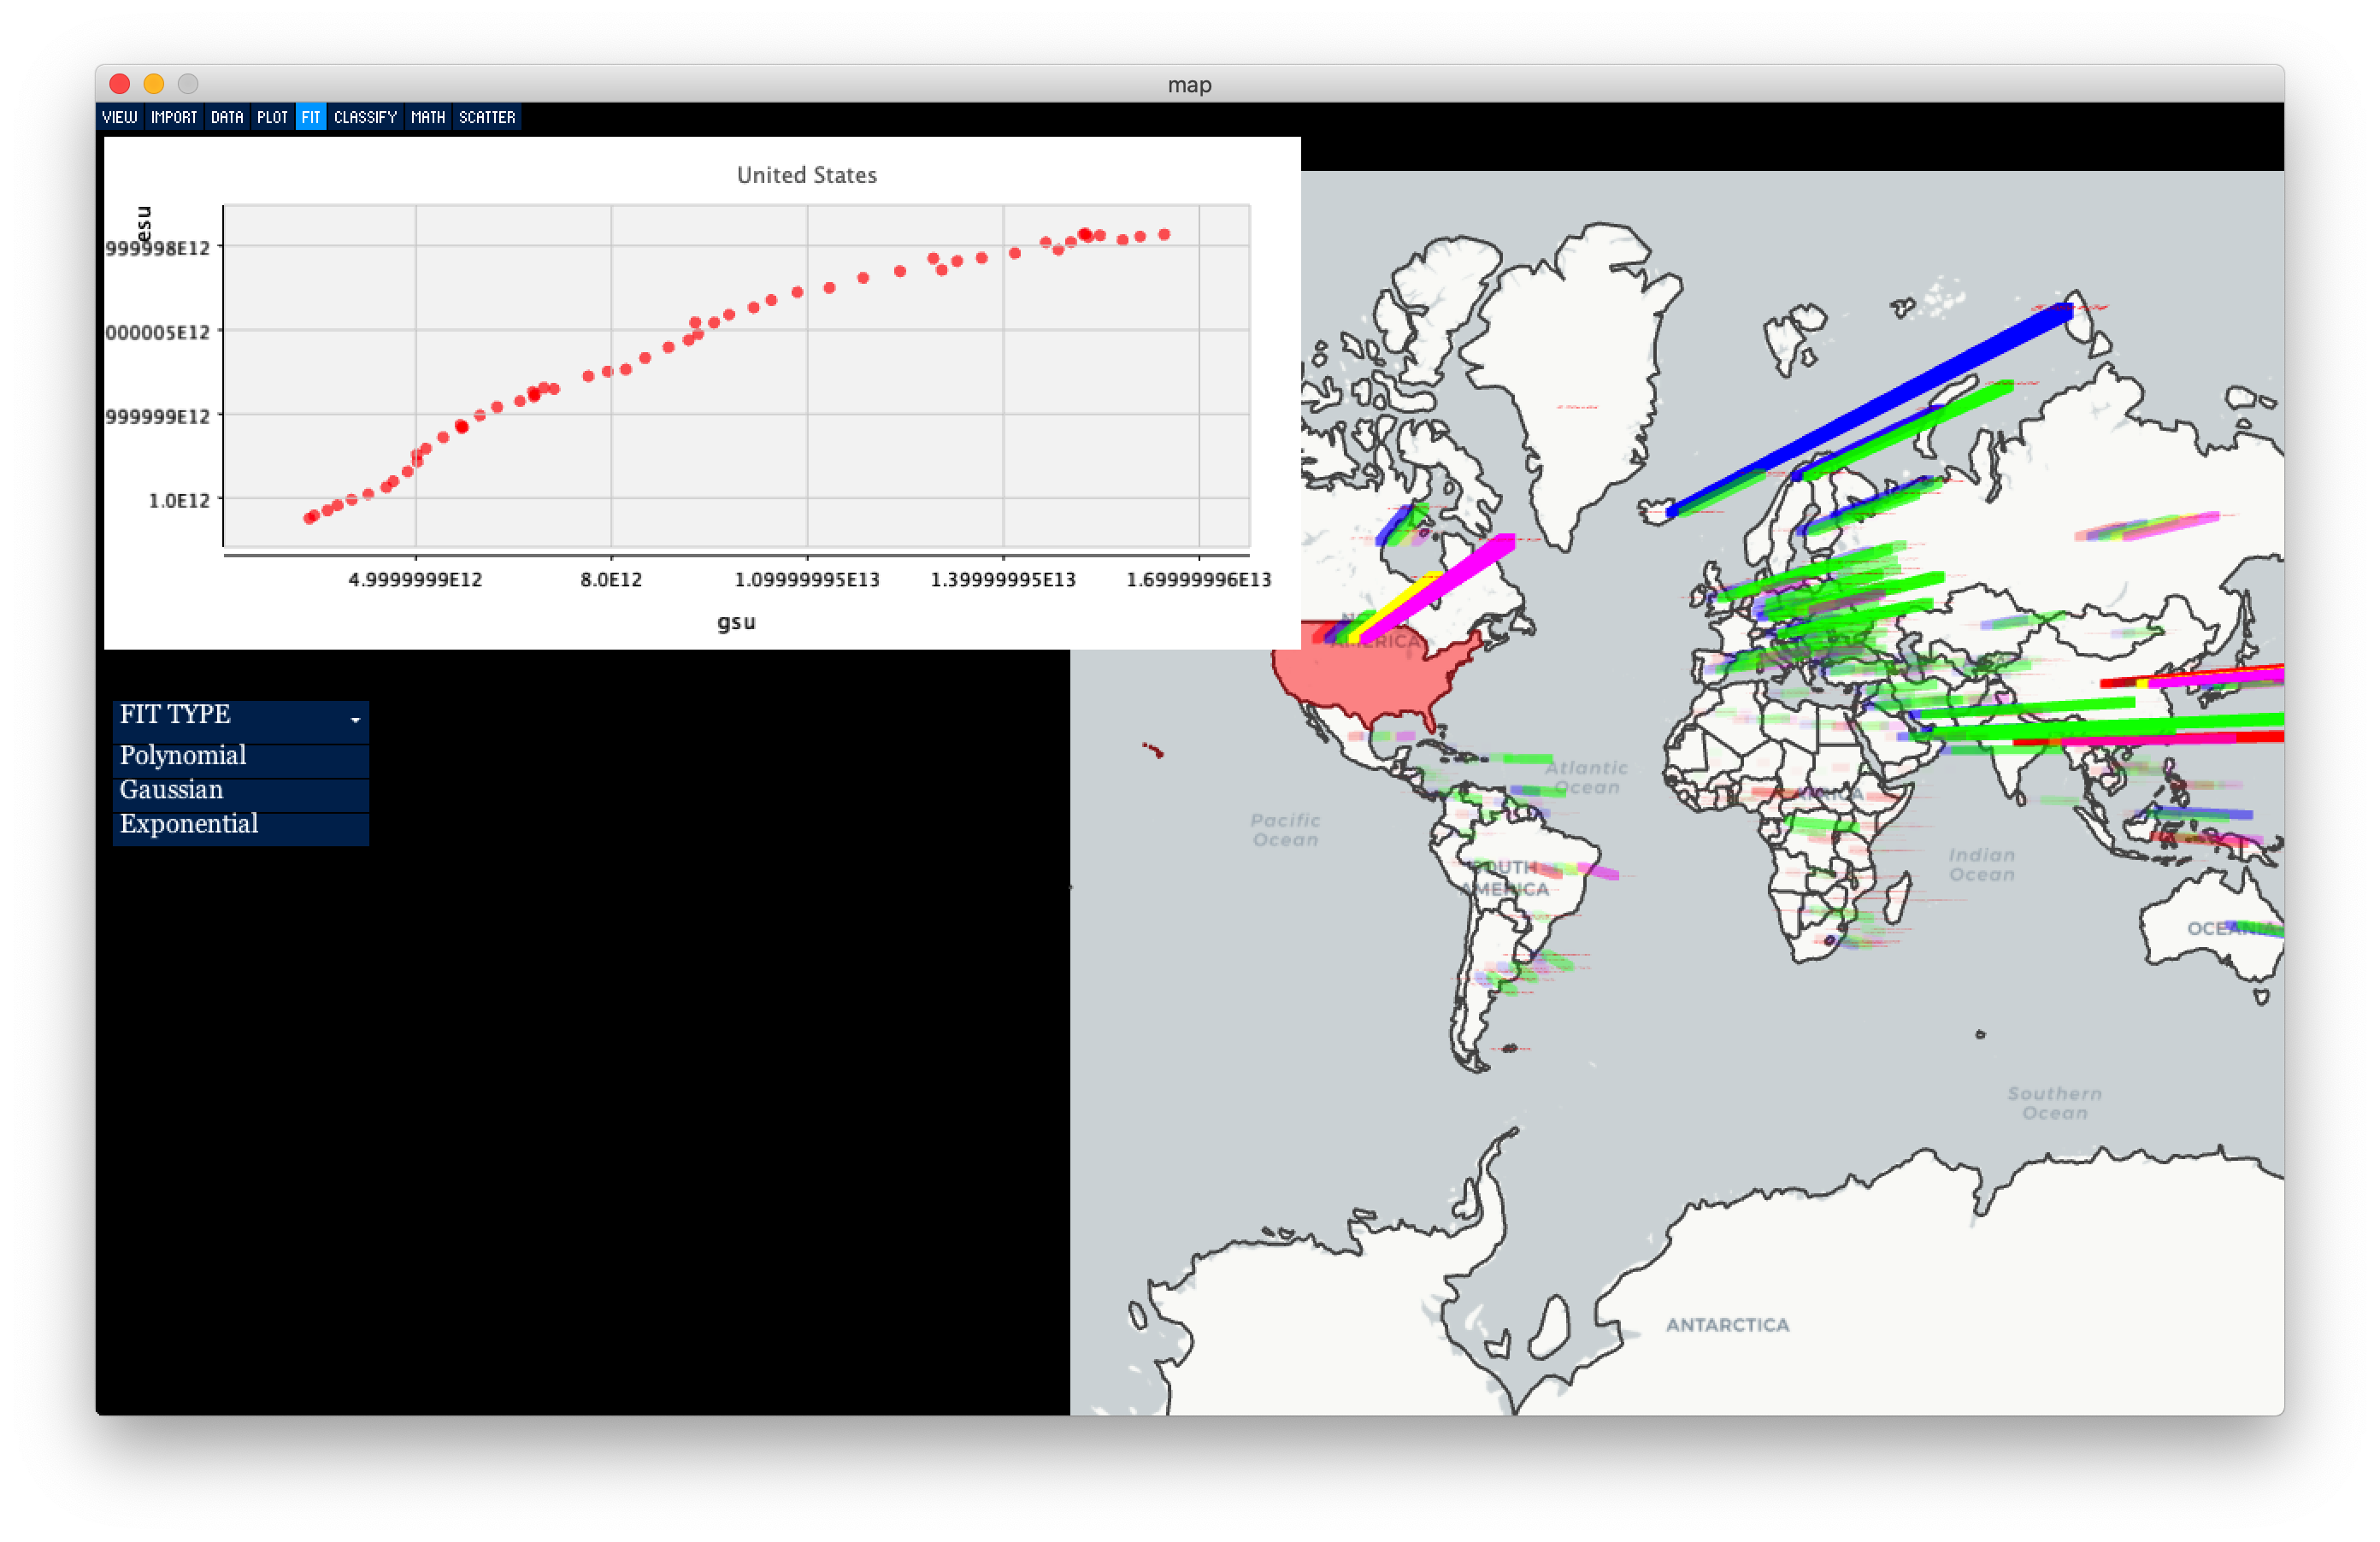 map
VIEW IMPORT DATA PLOT FIT CLASSIFY MATH SCATTER
United States
esu
999998E12
000005E12
999999E12
1.0E12
4.9999999E12 8.0E12 1.09999995E13 1.39999995E13 1.69999996E13
gsu
FIT TYPE
Polynomial
Gaussian
Exponential
AMERICA
Atlantic
Ocean
Pacific
Ocean
AFRICA
SOUTH
AMERICA
Indian
Ocean
OCEANIA
Southern
Ocean
ANTARCTICA